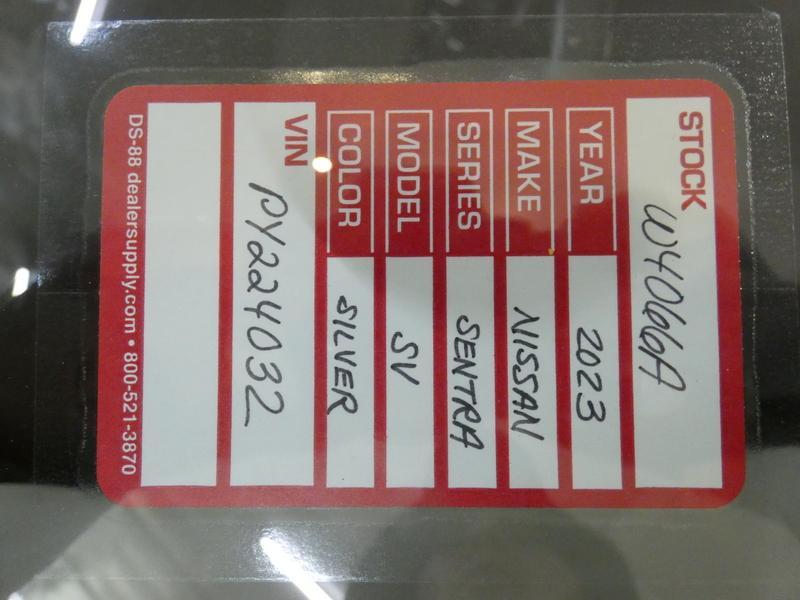 STOCK W4066A
YEAR 2023
MAKE NISSAN
SERIES SENTRA
MODEL SV
COLOR SILVER
VIN PY224032
DS-88 dealersupply.com • 800-521-3870